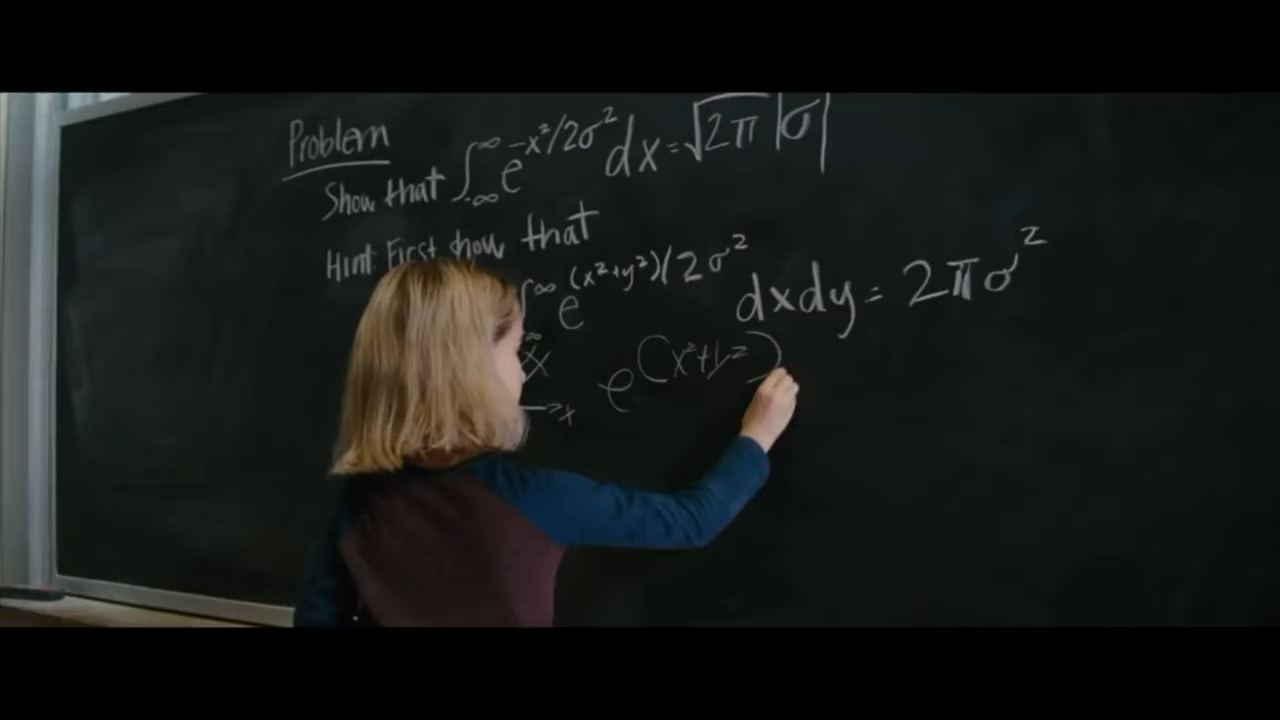 Problem
Show that ∫_{-∞}^{∞} e^{-x²/2σ²} dx = √2π |σ|
Hint: First show that
∫^{∞} e^{(x²+y²)/2σ²} dxdy = 2πσ²
e^{(x²+y²)}